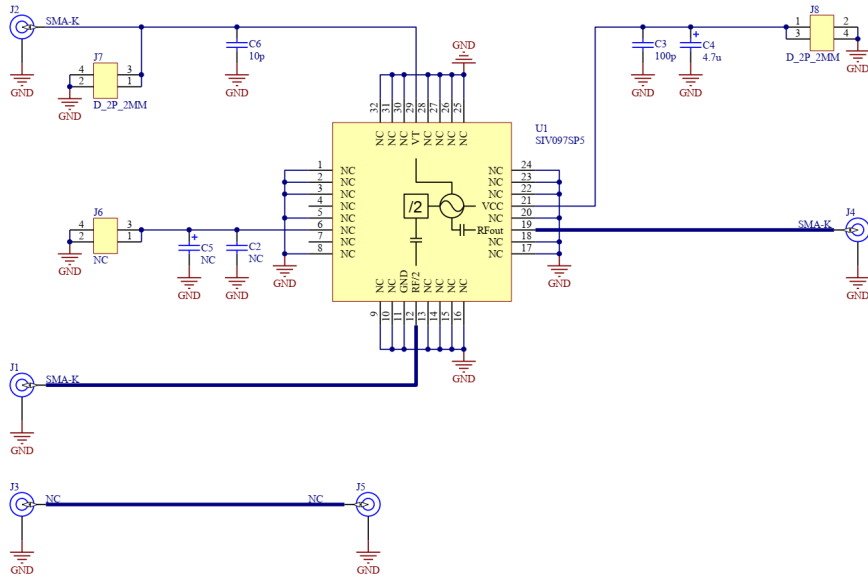 J2
SMA-K
GND
J7
4 3
2 1
D_2P_2MM
GND
C6
10p
GND
GND
32 31 30 29 28 27 26 25
NC NC NC VT NC NC NC NC
C3
100p
GND
C4
4.7u
GND
J8
1 2
3 4
D_2P_2MM
GND
U1
SIV097SP5
1 NC
2 NC
3 NC
4 NC
5 NC
6 NC
7 NC
8 NC
GND
/2
NC 24
NC 23
NC 22
VCC 21
NC 20
RFout 19
NC 18
NC 17
GND
NC NC GND RF/2 NC NC NC NC
9 10 11 12 13 14 15 16
GND
J6
4 3
2 1
NC
GND
C5
NC
GND
C2
NC
GND
SMA-K
J4
GND
J1
SMA-K
GND
J3
NC
GND
NC
J5
GND